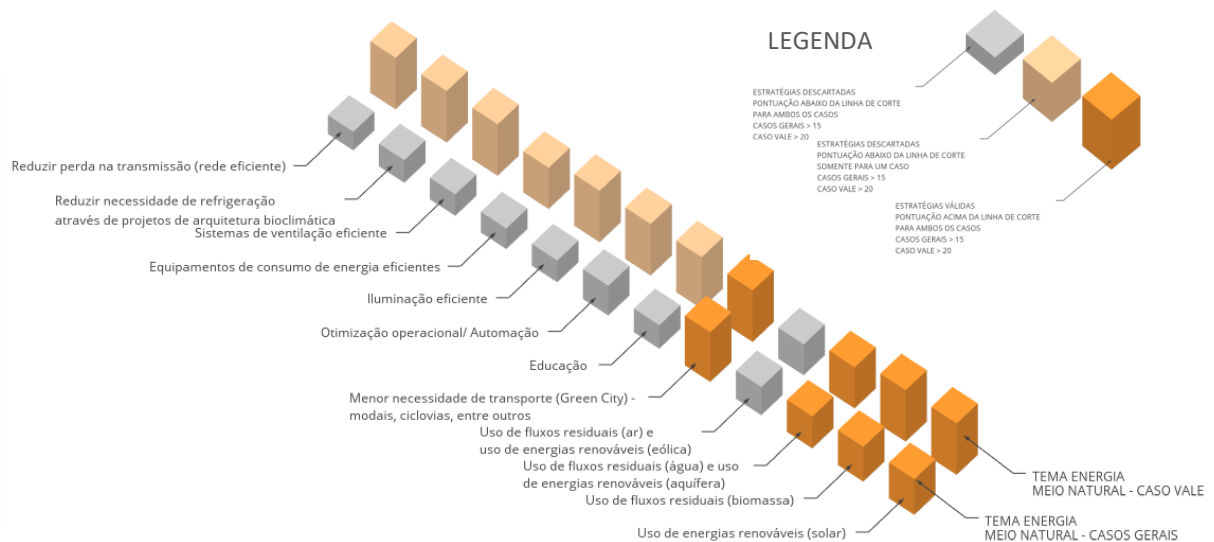 LEGENDA
ESTRATÉGIAS DESCARTADAS
PONTUAÇÃO ABAIXO DA LINHA DE CORTE
PARA AMBOS OS CASOS
CASOS GERAIS > 15
CASO VALE > 20
ESTRATÉGIAS DESCARTADAS
PONTUAÇÃO ABAIXO DA LINHA DE CORTE
SOMENTE PARA UM CASO
CASOS GERAIS > 15
CASO VALE > 20
ESTRATÉGIAS VÁLIDAS
PONTUAÇÃO ACIMA DA LINHA DE CORTE
PARA AMBOS OS CASOS
CASOS GERAIS > 15
CASO VALE > 20
Reduzir perda na transmissão (rede eficiente)
Reduzir necessidade de refrigeração
através de projetos de arquitetura bioclimática
Sistemas de ventilação eficiente
Equipamentos de consumo de energia eficientes
Iluminação eficiente
Otimização operacional/ Automação
Educação
Menor necessidade de transporte (Green City) -
modais, ciclovias, entre outros
Uso de fluxos residuais (ar) e
uso de energias renováveis (eólica)
Uso de fluxos residuais (água) e uso
de energias renováveis (aquífera)
Uso de fluxos residuais (biomassa)
Uso de energias renováveis (solar)
TEMA ENERGIA
MEIO NATURAL - CASO VALE
TEMA ENERGIA
MEIO NATURAL - CASOS GERAIS